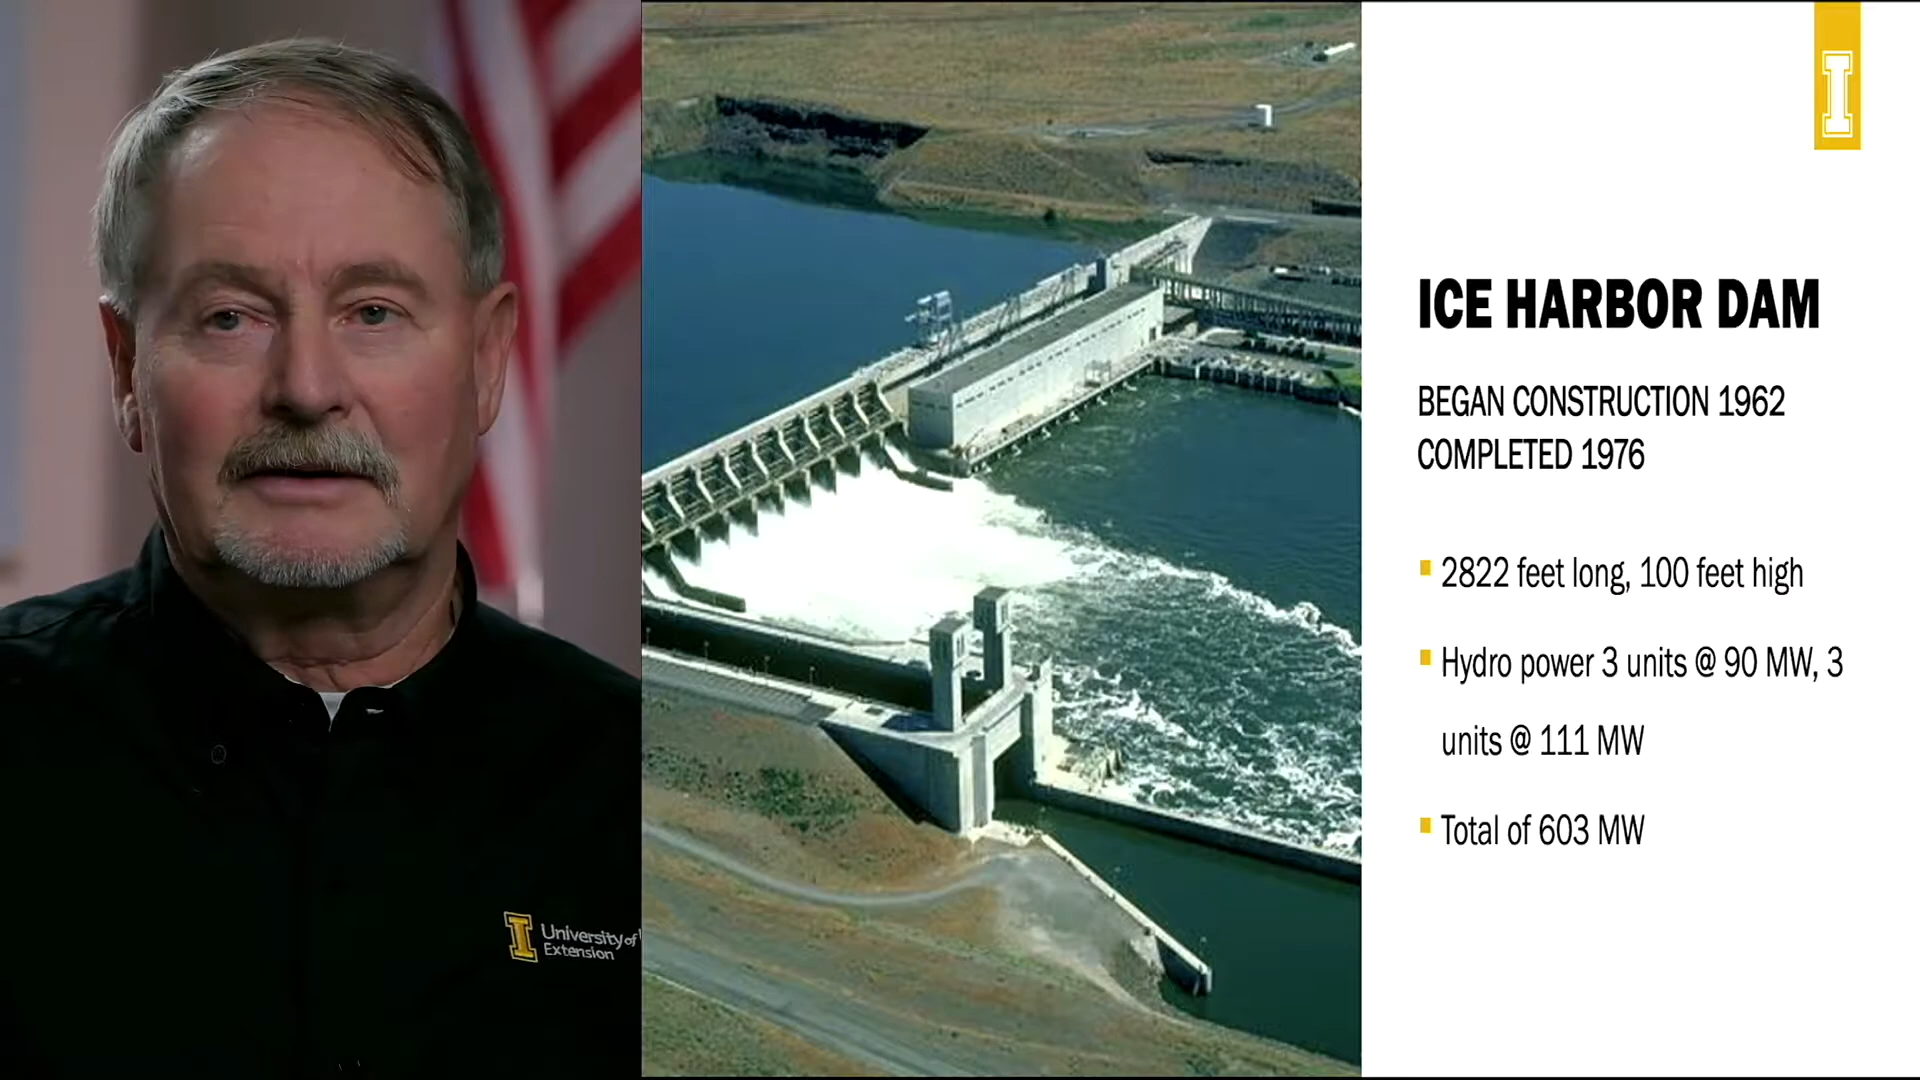 I
ICE HARBOR DAM
BEGAN CONSTRUCTION 1962
COMPLETED 1976
2822 feet long, 100 feet high
Hydro power 3 units @ 90 MW, 3
units @ 111 MW
Total of 603 MW
I
University of
Extension